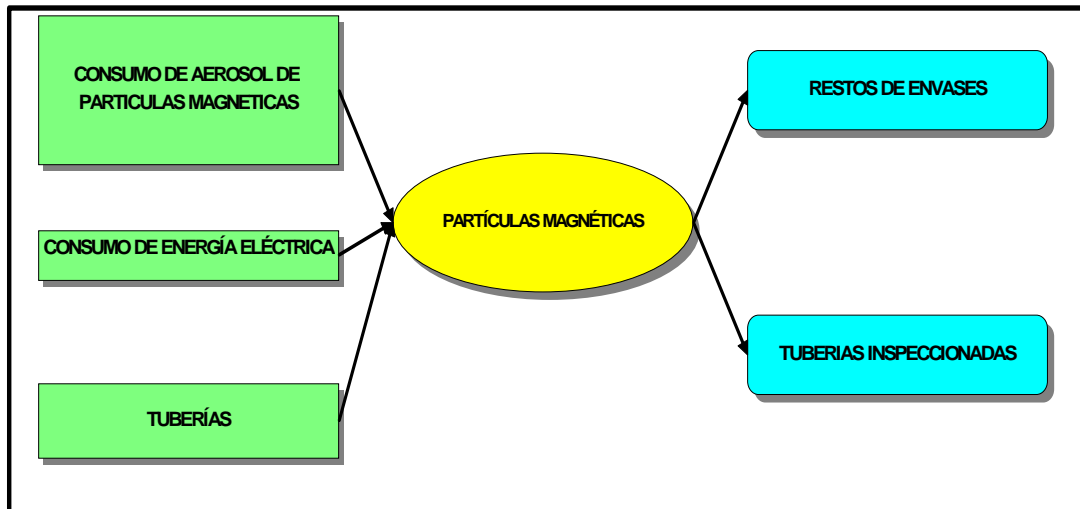 CONSUMO DE AEROSOL DE
PARTICULAS MAGNETICAS
CONSUMO DE ENERGÍA ELÉCTRICA
TUBERÍAS
PARTÍCULAS MAGNÉTICAS
RESTOS DE ENVASES
TUBERIAS INSPECCIONADAS